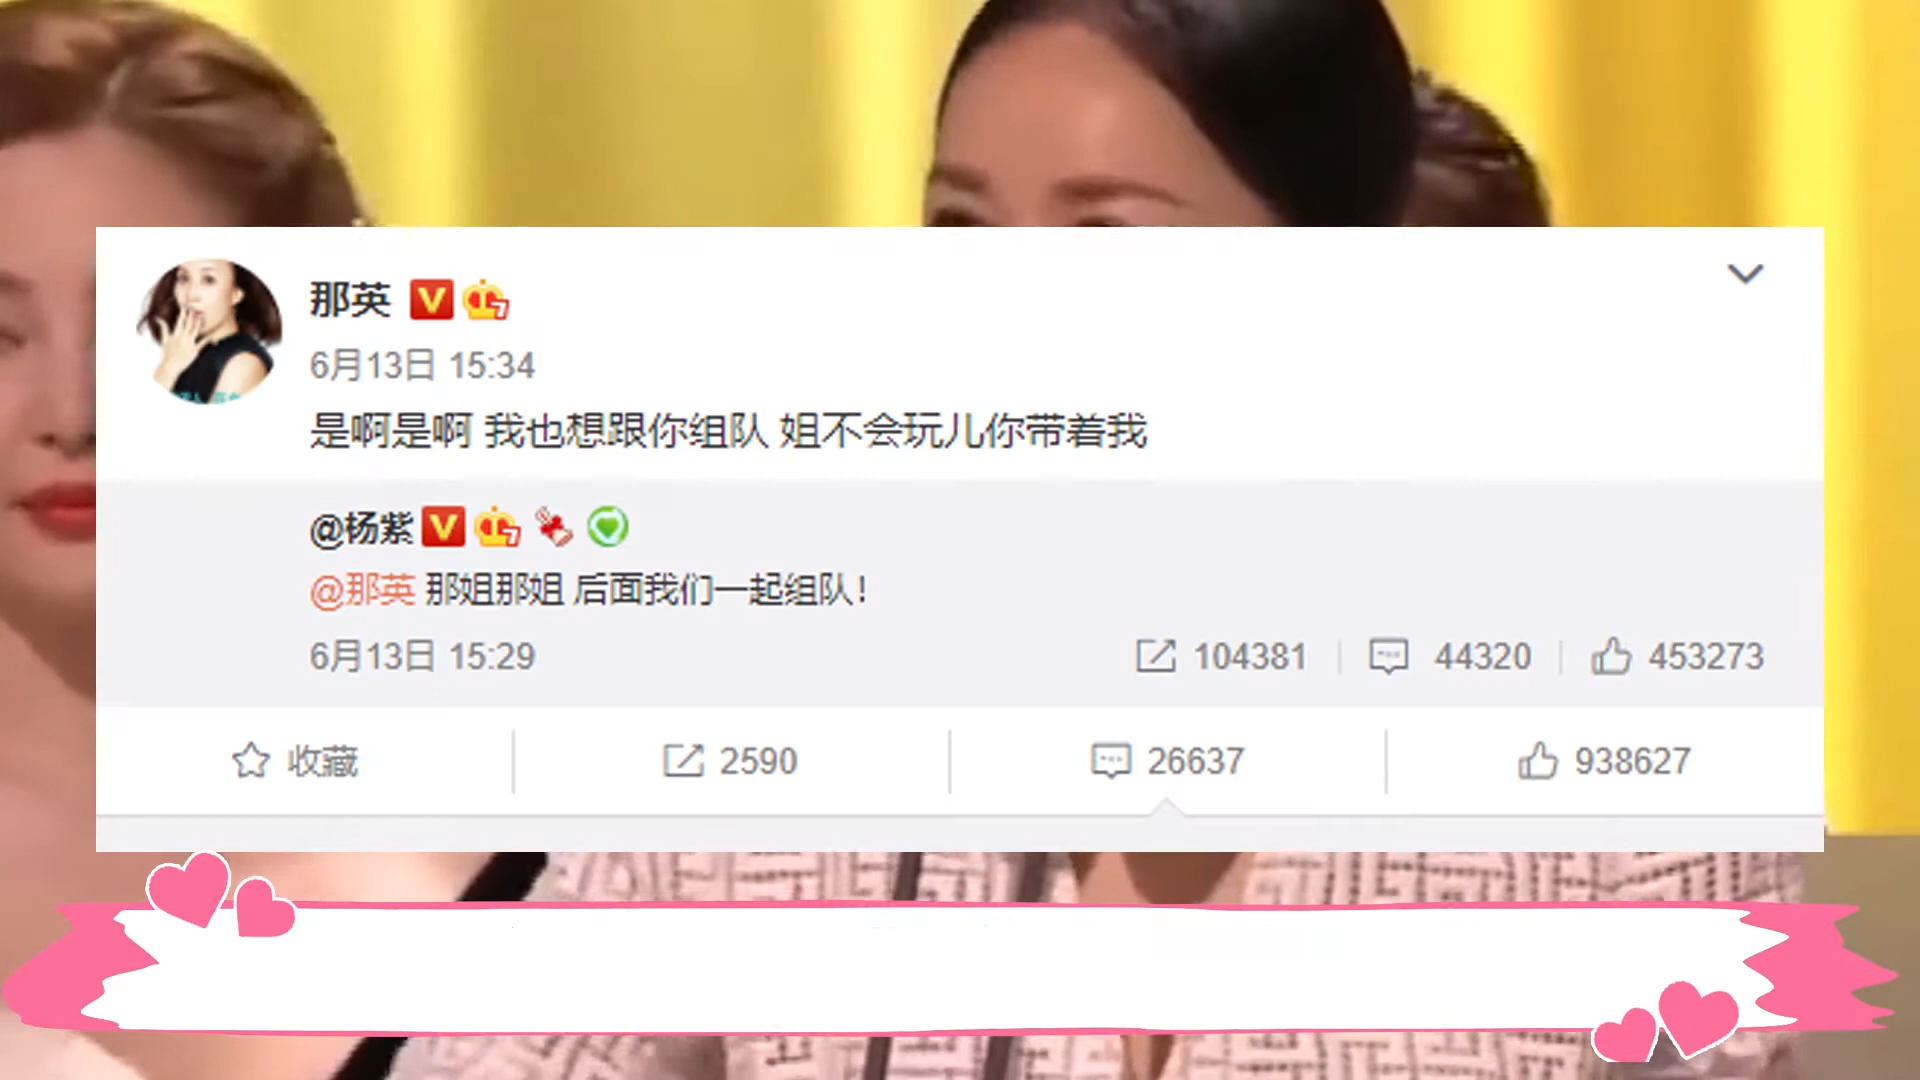 那英
6月13日 15:34
是啊是啊 我也想跟你组队 姐不会玩儿你带着我
@杨紫
@那英 那姐那姐 后面我们一起组队!
6月13日 15:29 104381 44320 453273
收藏 2590 26637 938627